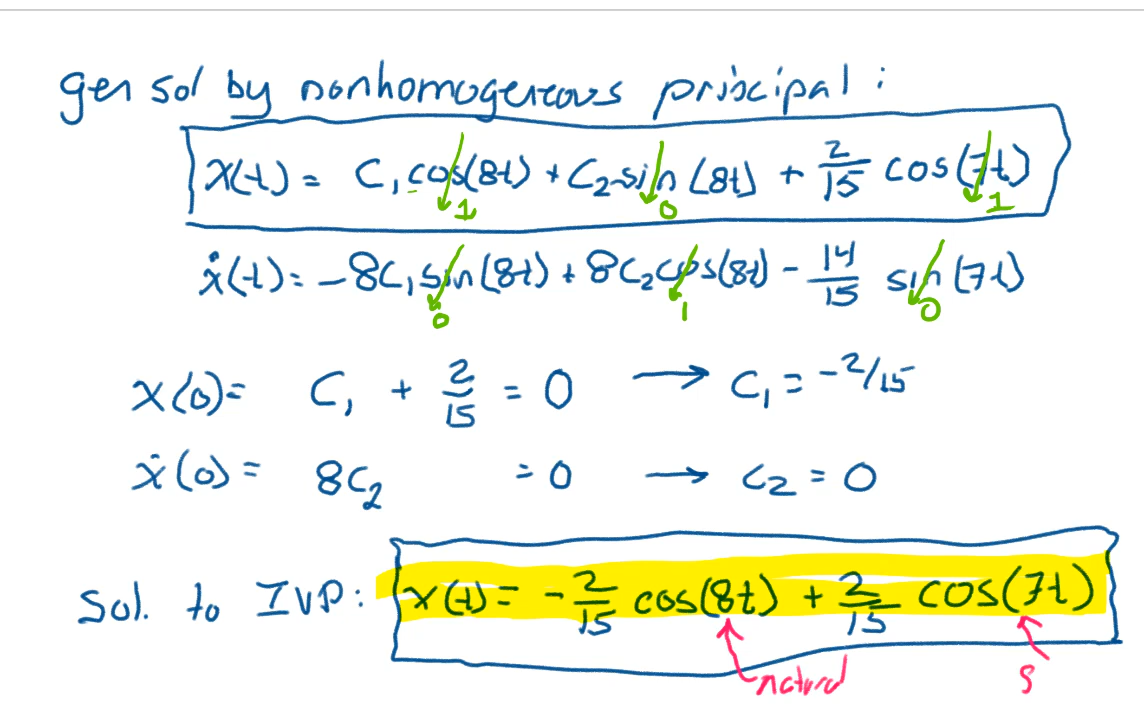 gen sol by nonhomogeneous principal:
x(t) = C₁cos(8t) + C₂sin(8t) + 2/15 cos(7t)
1 0 1
ẋ(t) = -8C₁sin(8t) + 8C₂cos(8t) - 14/15 sin(7t)
0 1 0
x(0) = C₁ + 2/15 = 0 → C₁ = -2/15
ẋ(0) = 8C₂ = 0 → C₂ = 0
Sol. to IVP: x(t) = -2/15 cos(8t) + 2/15 cos(7t)
natural